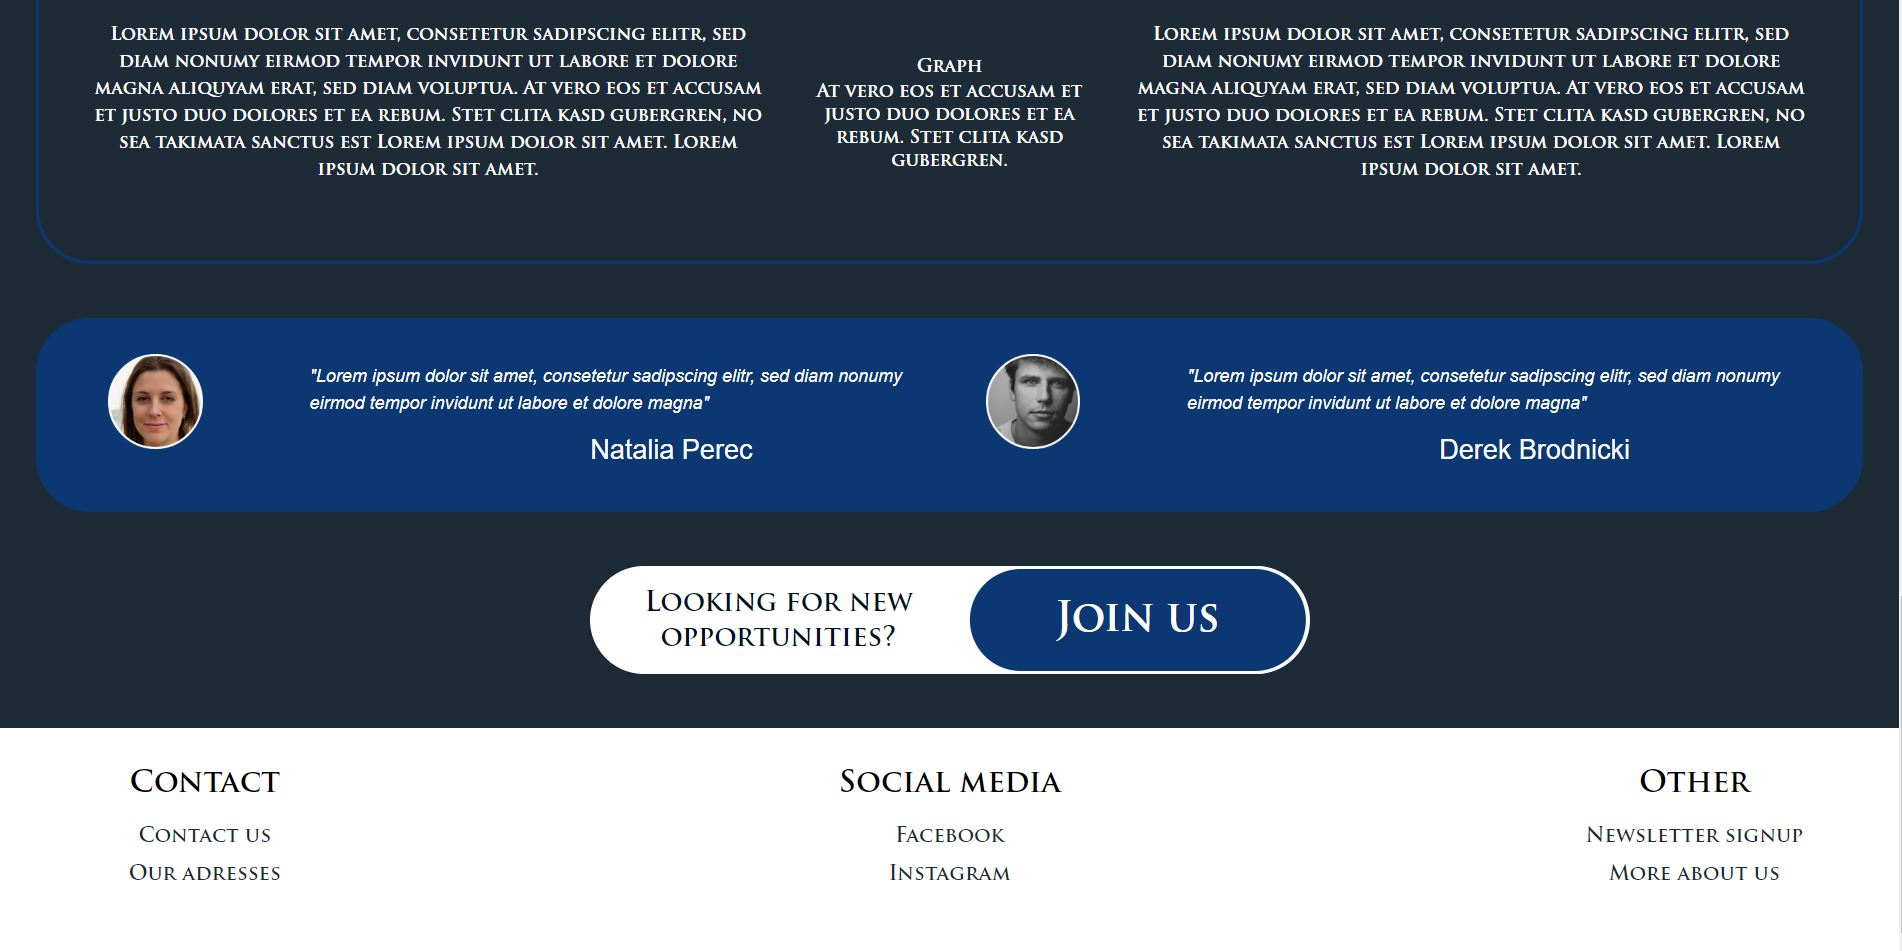 Lorem ipsum dolor sit amet, consetetur sadipscing elitr, sed
diam nonumy eirmod tempor invidunt ut labore et dolore
magna aliquyam erat, sed diam voluptua. At vero eos et accusam
et justo duo dolores et ea rebum. Stet clita kasd gubergren, no
sea takimata sanctus est Lorem ipsum dolor sit amet. Lorem
ipsum dolor sit amet.
Graph
At vero eos et accusam et
justo duo dolores et ea
rebum. Stet clita kasd
gubergren.
Lorem ipsum dolor sit amet, consetetur sadipscing elitr, sed
diam nonumy eirmod tempor invidunt ut labore et dolore
magna aliquyam erat, sed diam voluptua. At vero eos et accusam
et justo duo dolores et ea rebum. Stet clita kasd gubergren, no
sea takimata sanctus est Lorem ipsum dolor sit amet. Lorem
ipsum dolor sit amet.
"Lorem ipsum dolor sit amet, consetetur sadipscing elitr, sed diam nonumy
eirmod tempor invidunt ut labore et dolore magna"
Natalia Perec
"Lorem ipsum dolor sit amet, consetetur sadipscing elitr, sed diam nonumy
eirmod tempor invidunt ut labore et dolore magna"
Derek Brodnicki
Looking for new
opportunities?
Join us
Contact
Contact us
Our adresses
Social media
Facebook
Instagram
Other
Newsletter signup
More about us